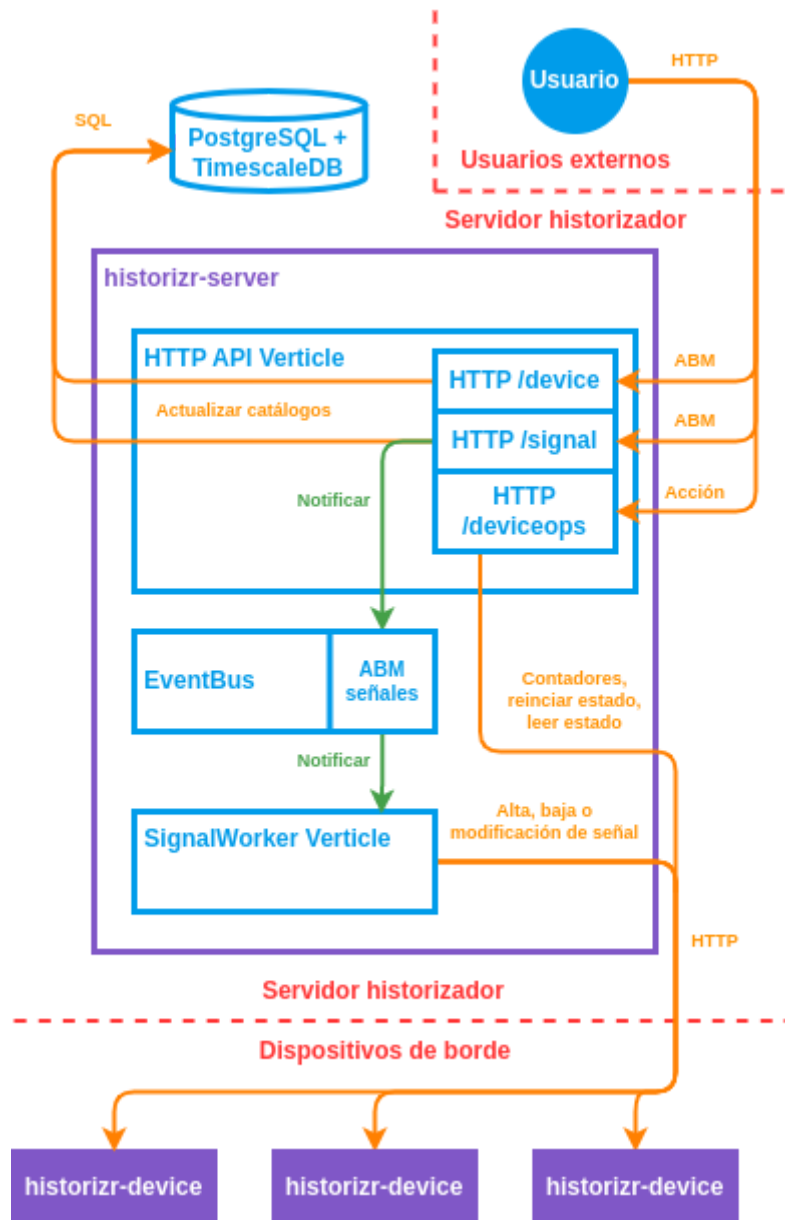 HTTP
Usuario
SQL
PostgreSQL +
TimescaleDB
Usuarios externos
Servidor historizador
historizr-server
HTTP API Verticle
HTTP /device
ABM
Actualizar catálogos
HTTP /signal
ABM
Notificar
HTTP
/deviceops
Acción
EventBus
ABM
señales
Contadores,
reinciar estado,
leer estado
Notificar
SignalWorker Verticle
Alta, baja o
modificación de señal
HTTP
Servidor historizador
Dispositivos de borde
historizr-device
historizr-device
historizr-device